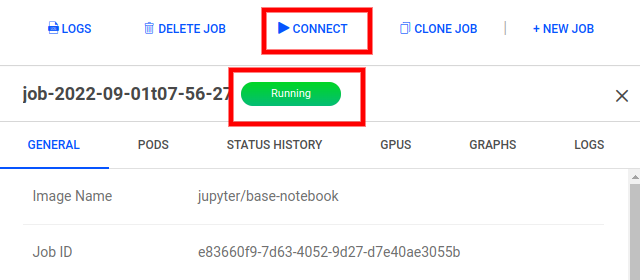 LOGS DELETE JOB CONNECT CLONE JOB | + NEW JOB
job-2022-09-01t07-56-27 Running
GENERAL PODS STATUS HISTORY GPUS GRAPHS LOGS
Image Name jupyter/base-notebook
Job ID e83660f9-7d63-4052-9d27-d7e40ae3055b